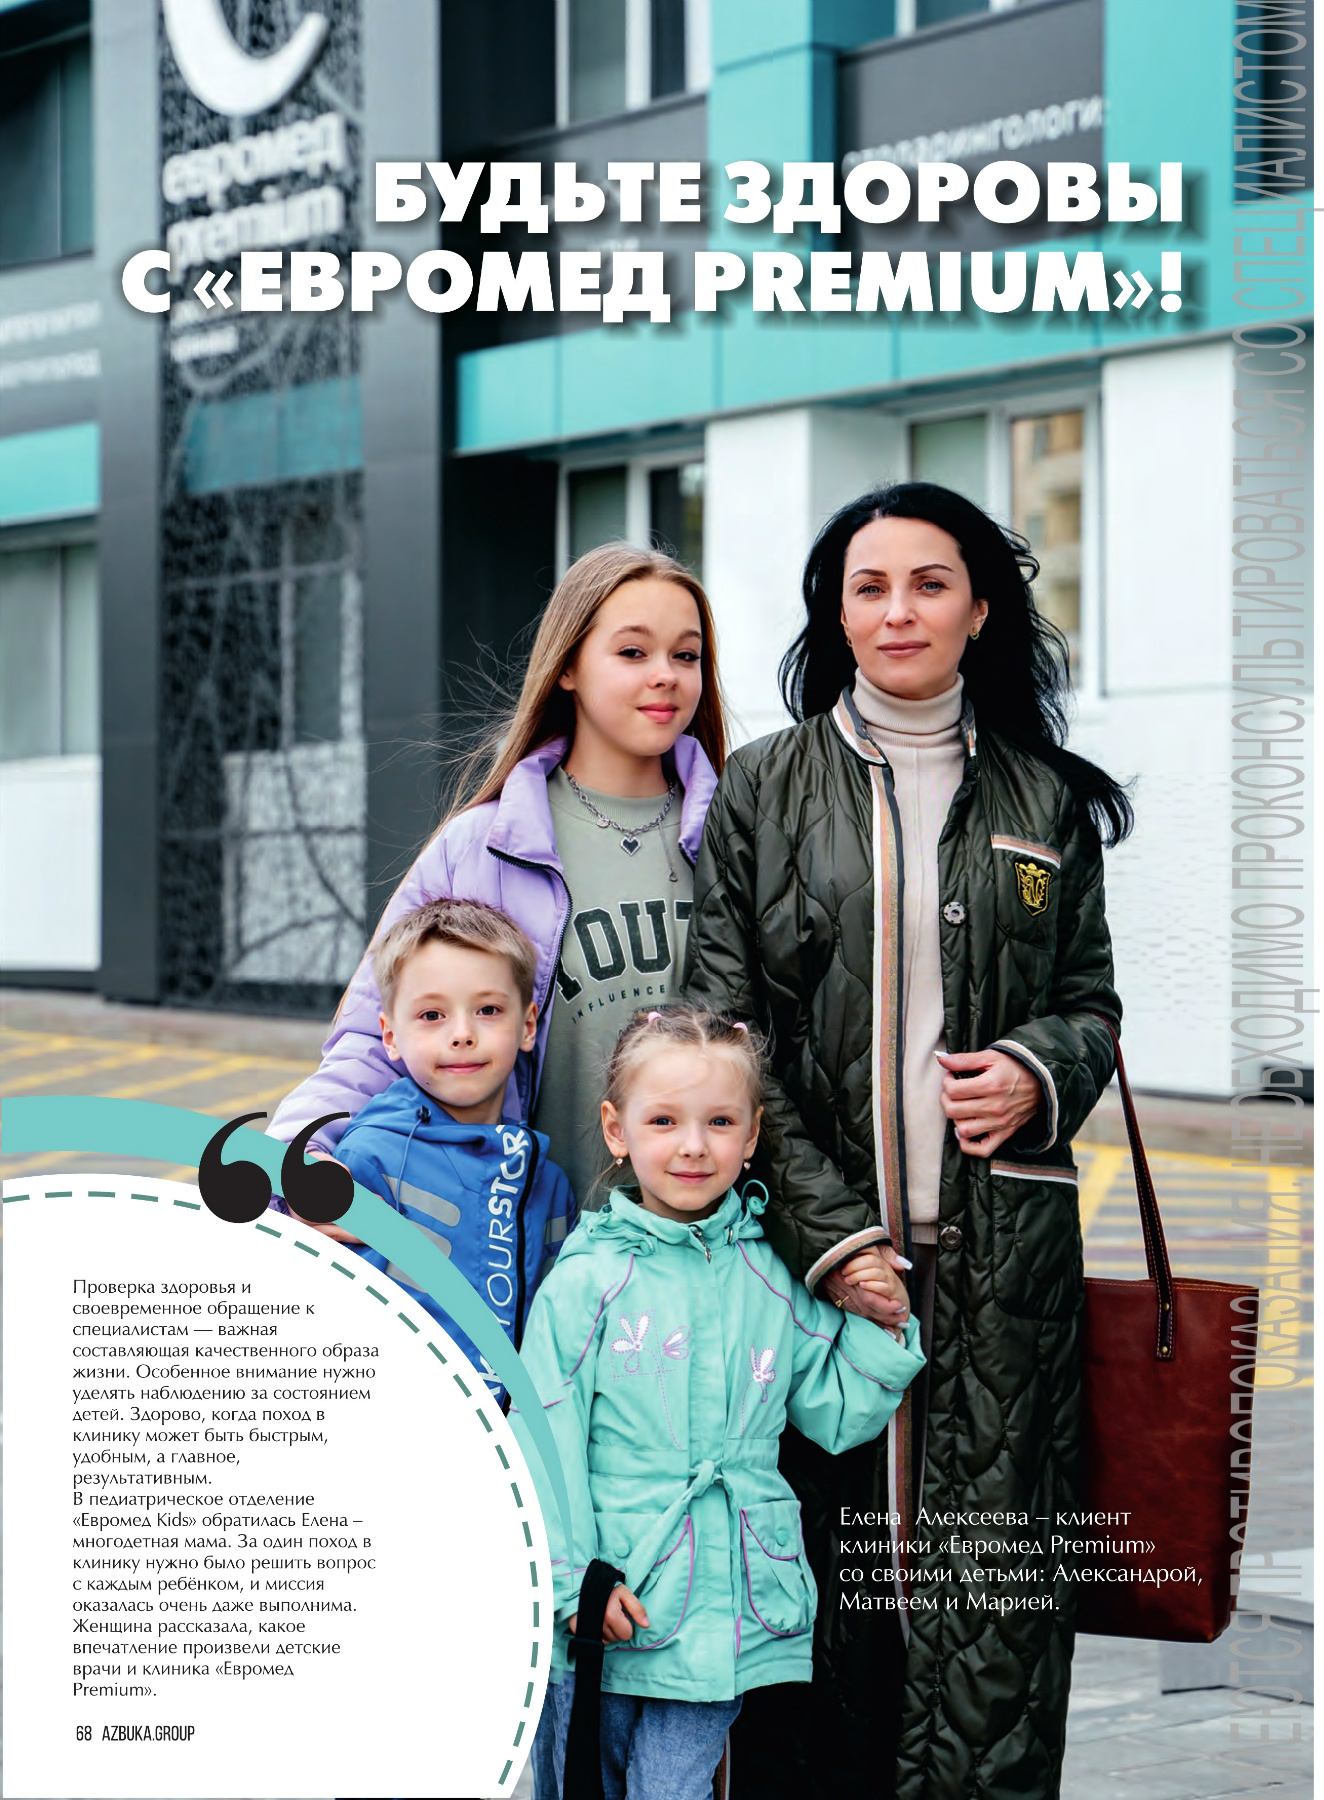 евромед
premium
БУДЬТЕ ЗДОРОВЫ
С «ЕВРОМЕД PREMIUM»!
YOUT
INFLUENCE
YOURSTORY
Проверка здоровья и
своевременное обращение к
специалистам — важная
составляющая качественного образа
жизни. Особенное внимание нужно
уделять наблюдению за состоянием
детей. Здорово, когда поход в
клинику может быть быстрым,
удобным, а главное,
результативным.
В педиатрическое отделение
«Евромед Kids» обратилась Елена –
многодетная мама. За один поход в
клинику нужно было решить вопрос
с каждым ребёнком, и миссия
оказалась очень даже выполнима.
Женщина рассказала, какое
впечатление произвели детские
врачи и клиника «Евромед
Premium».
Елена Алексеева – клиент
клиники «Евромед Premium»
со своими детьми: Александрой,
Матвеем и Марией.
68 AZBUKA.GROUP
НЕОБХОДИМО ПРОКОНСУЛЬТИРОВАТЬСЯ СО СПЕЦИАЛИСТОМ